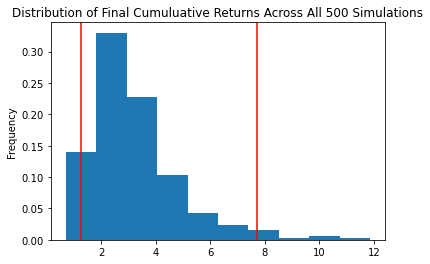 Distribution of Final Cumuluative Returns Across All 500 Simulations
Frequency
0.30
0.25
0.20
0.15
0.10
0.05
0.00
2 4 6 8 10 12